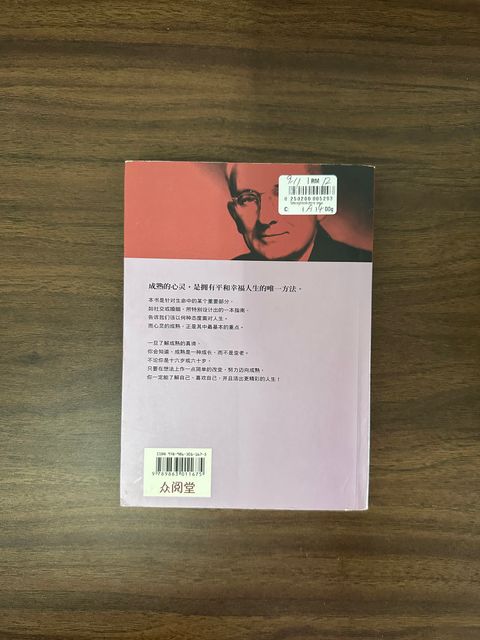 RM 12
成熟的心灵，是拥有平和幸福人生的唯一方法。
本书是针对生命中的某个重要部分，
如社交或婚姻，所特别设计出的一本指南，
告诉我们该以何种态度面对人生。
而心灵的成熟，正是其中最基本的重点。
一旦了解成熟的真谛，
你会知道，成熟是一种成长，而不是变老。
不论你是十六岁或六十岁，
只要在想法上作一点简单的改变，努力迈向成熟，
你一定能了解自己、喜欢自己，并且活出更精彩的人生！
9789863011675
众阅堂